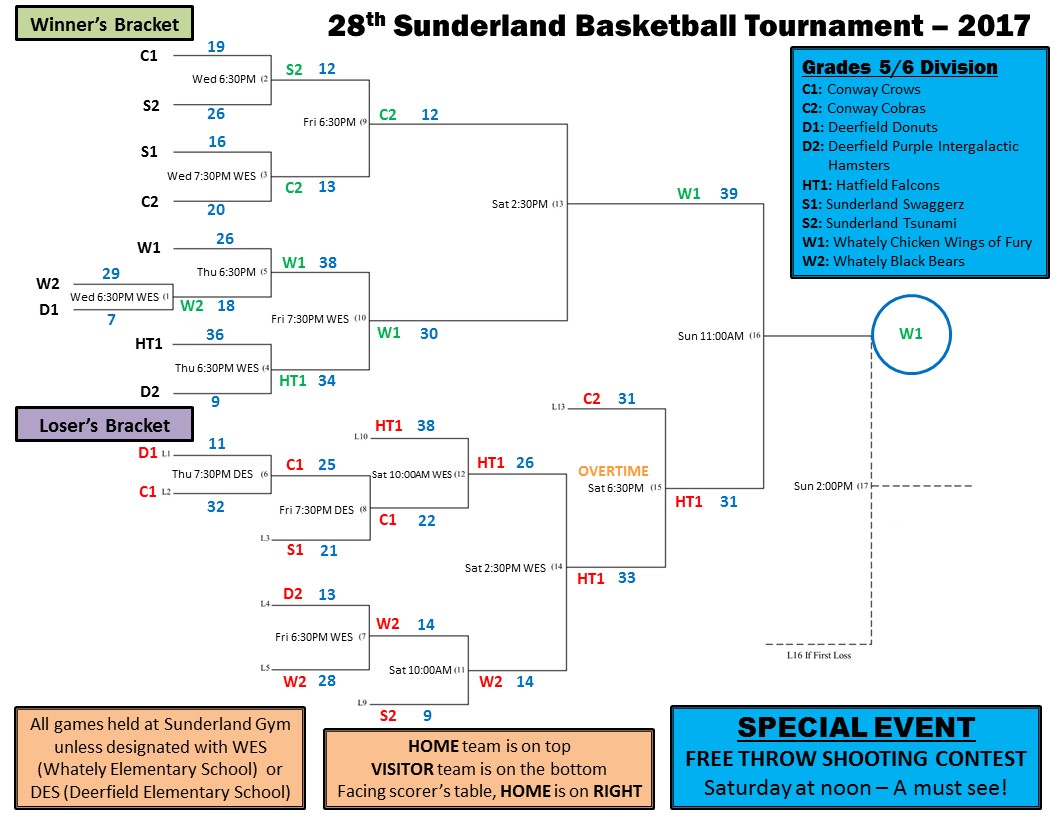 Winner's Bracket
28th Sunderland Basketball Tournament – 2017
C1 19
Wed 6:30PM (2
S2 12
S2 26
Fri 6:30PM (9
C2 12
S1 16
Wed 7:30PM WES (3
C2 13
C2 20
Sat 2:30PM (13
W1 39
W1 26
Thu 6:30PM (5
W1 38
W2 29
Wed 6:30PM WES (1
W2 18
D1 7
Fri 7:30PM WES (10
W1 30
HT1 36
Thu 6:30PM WES (4
HT1 34
D2 9
Sun 11:00AM (16
W1
Grades 5/6 Division
C1: Conway Crows
C2: Conway Cobras
D1: Deerfield Donuts
D2: Deerfield Purple Intergalactic
Hamsters
HT1: Hatfield Falcons
S1: Sunderland Swaggerz
S2: Sunderland Tsunami
W1: Whately Chicken Wings of Fury
W2: Whately Black Bears
Loser's Bracket
D1 L1 11
Thu 7:30PM DES (6
C1 25
C1 L2 32
Fri 7:30PM DES (8
C1 22
L3 S1 21
L10 HT1 38
Sat 10:00AM WES (12
HT1 26
L13 C2 31
OVERTIME
Sat 6:30PM (15
HT1 31
Sat 2:30PM WES (14
HT1 33
L4 D2 13
Fri 6:30PM WES (7
W2 14
L5 W2 28
Sat 10:00AM (11
W2 14
L9 S2 9
Sun 2:00PM (17
L16 If First Loss
All games held at Sunderland Gym
unless designated with WES
(Whately Elementary School) or
DES (Deerfield Elementary School)
HOME team is on top
VISITOR team is on the bottom
Facing scorer's table, HOME is on RIGHT
SPECIAL EVENT
FREE THROW SHOOTING CONTEST
Saturday at noon – A must see!